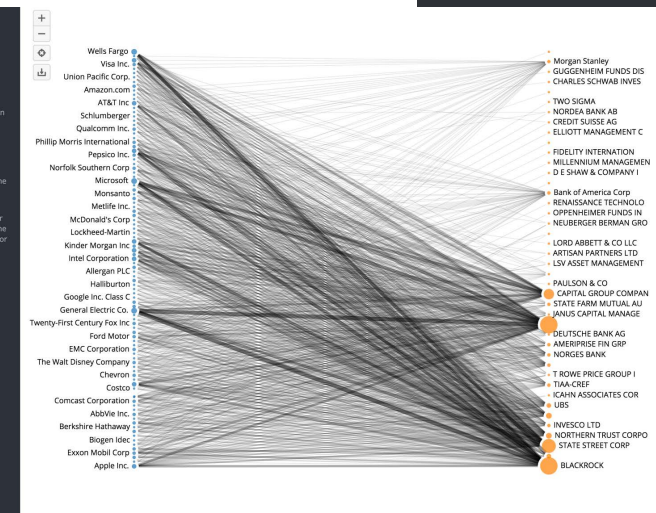 n
ne
r
ne
or
+
−
Wells Fargo
Visa Inc.
Union Pacific Corp.
Amazon.com
AT&T Inc
Schlumberger
Qualcomm Inc.
Phillip Morris International
Pepsico Inc.
Norfolk Southern Corp
Microsoft
Monsanto
Metlife Inc.
McDonald's Corp
Lockheed-Martin
Kinder Morgan Inc
Intel Corporation
Allergan PLC
Halliburton
Google Inc. Class C
General Electric Co.
Twenty-First Century Fox Inc
Ford Motor
EMC Corporation
The Walt Disney Company
Chevron
Costco
Comcast Corporation
AbbVie Inc.
Berkshire Hathaway
Biogen Idec
Exxon Mobil Corp
Apple Inc.
Morgan Stanley
GUGGENHEIM FUNDS DIS
CHARLES SCHWAB INVES
TWO SIGMA
NORDEA BANK AB
CREDIT SUISSE AG
ELLIOTT MANAGEMENT C
FIDELITY INTERNATION
MILLENNIUM MANAGEMEN
D E SHAW & COMPANY I
Bank of America Corp
RENAISSANCE TECHNOLO
OPPENHEIMER FUNDS IN
NEUBERGER BERMAN GRO
LORD ABBETT & CO LLC
ARTISAN PARTNERS LTD
LSV ASSET MANAGEMENT
PAULSON & CO
CAPITAL GROUP COMPAN
STATE FARM MUTUAL AU
JANUS CAPITAL MANAGE
DEUTSCHE BANK AG
AMERIPRISE FIN GRP
NORGES BANK
T ROWE PRICE GROUP I
TIAA-CREF
ICAHN ASSOCIATES COR
UBS
INVESCO LTD
NORTHERN TRUST CORPO
STATE STREET CORP
BLACKROCK